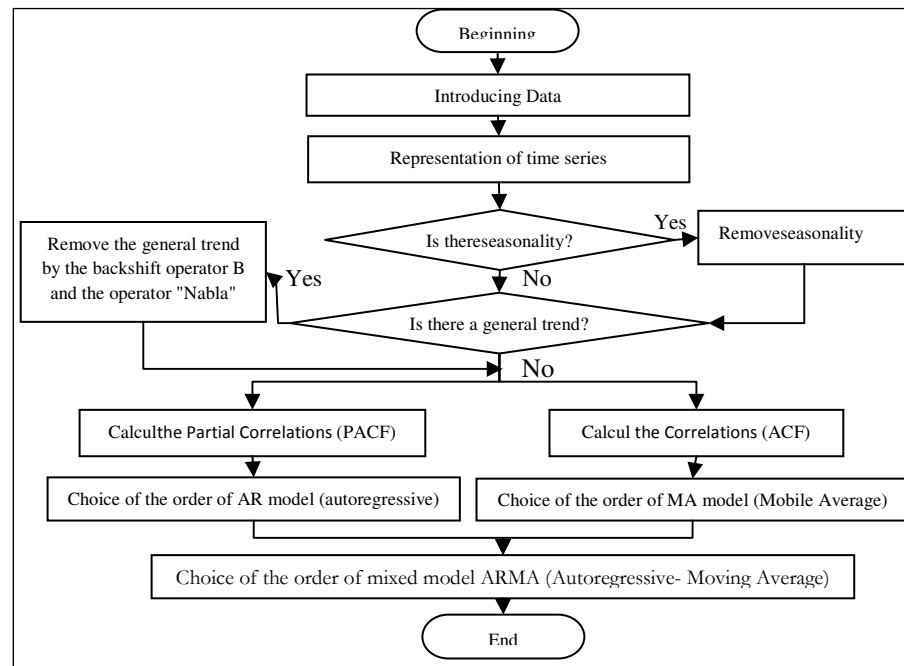 Beginning
Introducing Data
Representation of time series
Is thereseasonality?
Yes
Removeseasonality
No
Remove the general trend
by the backshift operator B
and the operator "Nabla"
Yes
Is there a general trend?
No
Calculthe Partial Correlations (PACF)
Calcul the Correlations (ACF)
Choice of the order of AR model (autoregressive)
Choice of the order of MA model (Mobile Average)
Choice of the order of mixed model ARMA (Autoregressive- Moving Average)
End